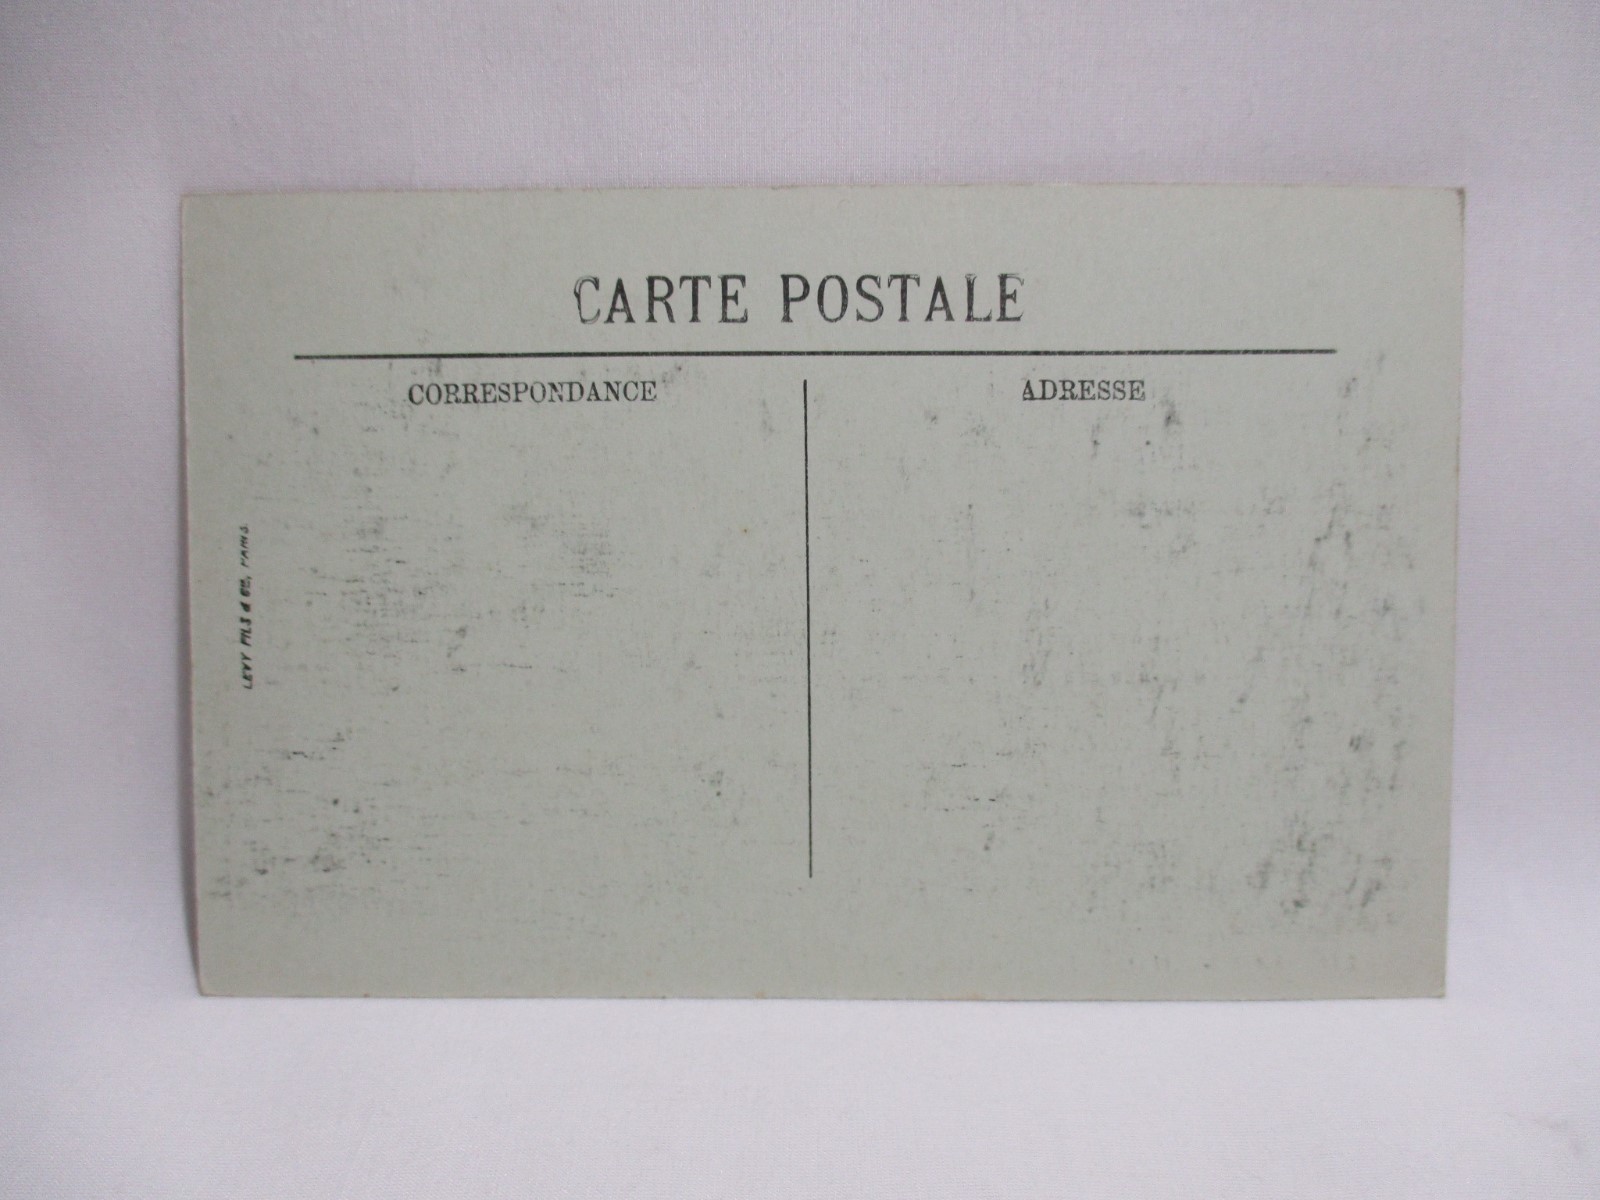 CARTE POSTALE
CORRESPONDANCE
ADRESSE
LEVY FILS & Cie, PARIS.